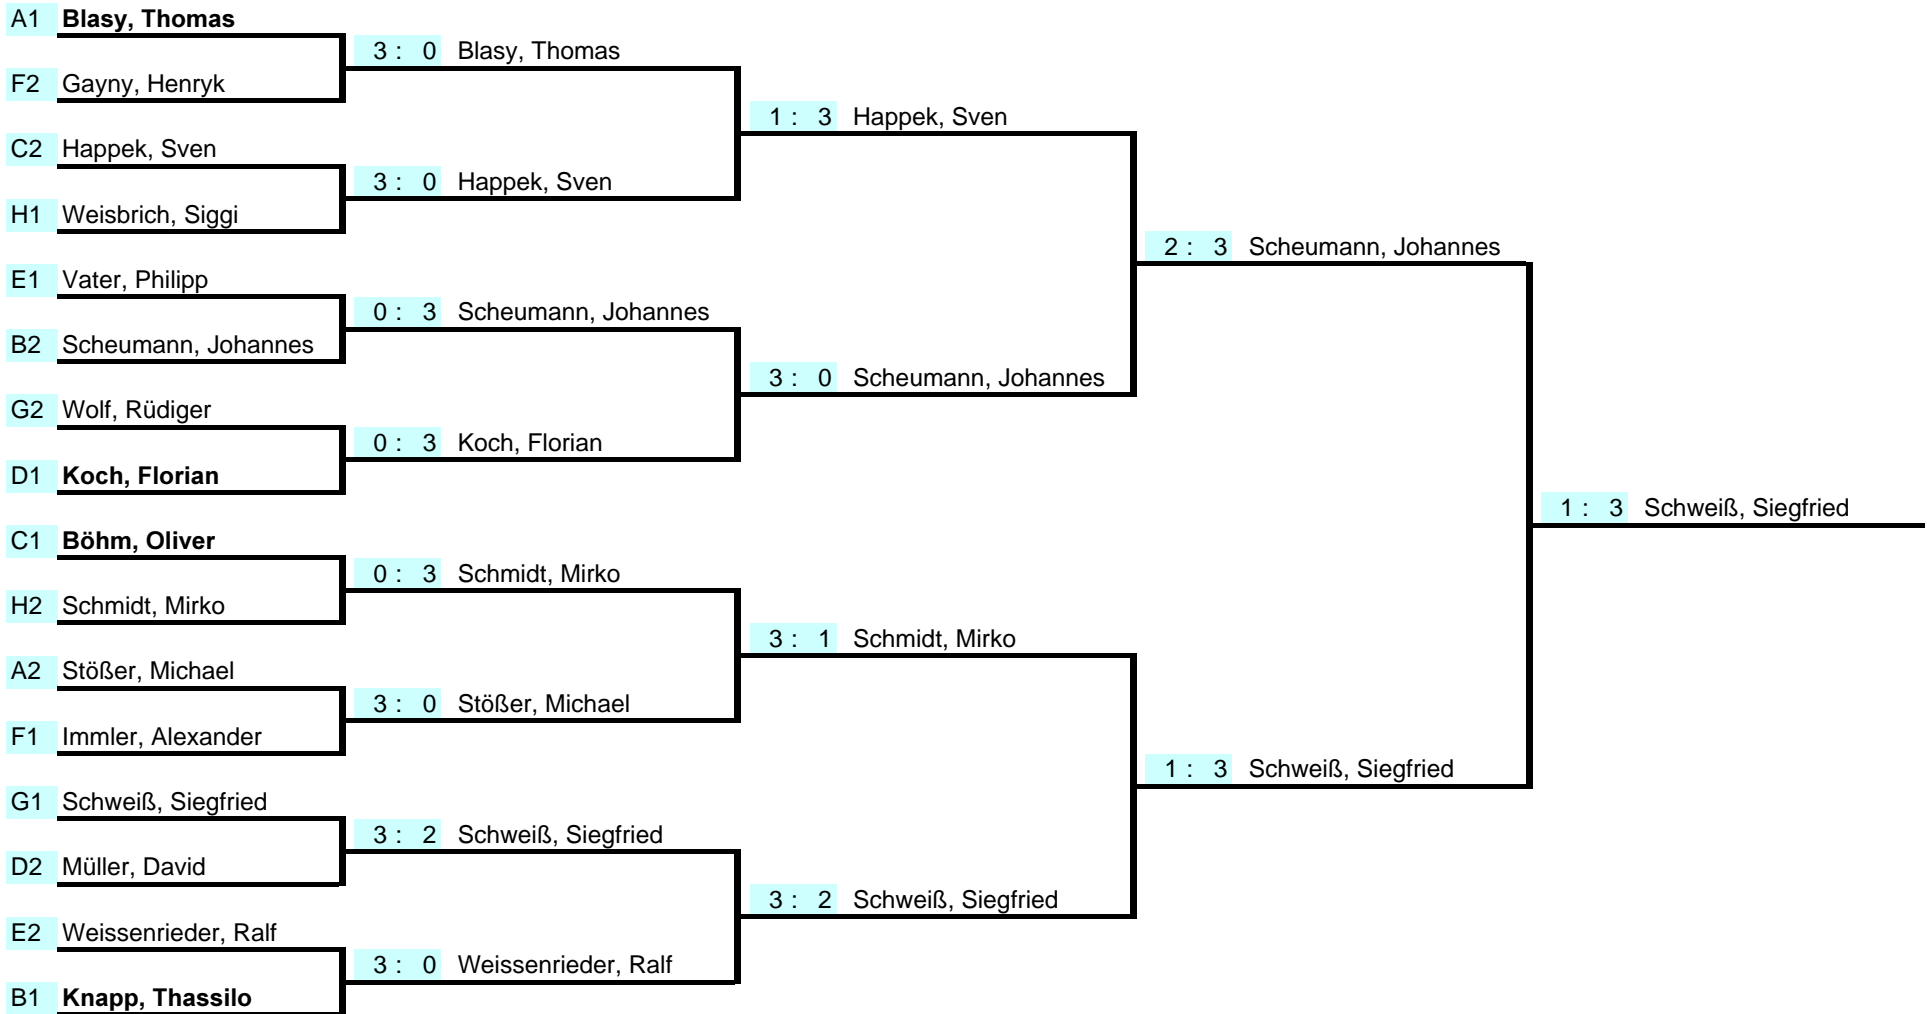 A1 Blasy, Thomas
3 : 0 Blasy, Thomas
F2 Gayny, Henryk
1 : 3 Happek, Sven
C2 Happek, Sven
3 : 0 Happek, Sven
H1 Weisbrich, Siggi
2 : 3 Scheumann, Johannes
E1 Vater, Philipp
0 : 3 Scheumann, Johannes
B2 Scheumann, Johannes
3 : 0 Scheumann, Johannes
G2 Wolf, Rüdiger
0 : 3 Koch, Florian
D1 Koch, Florian
1 : 3 Schweiß, Siegfried
C1 Böhm, Oliver
0 : 3 Schmidt, Mirko
H2 Schmidt, Mirko
3 : 1 Schmidt, Mirko
A2 Stößer, Michael
3 : 0 Stößer, Michael
F1 Immler, Alexander
1 : 3 Schweiß, Siegfried
G1 Schweiß, Siegfried
3 : 2 Schweiß, Siegfried
D2 Müller, David
3 : 2 Schweiß, Siegfried
E2 Weissenrieder, Ralf
3 : 0 Weissenrieder, Ralf
B1 Knapp, Thassilo